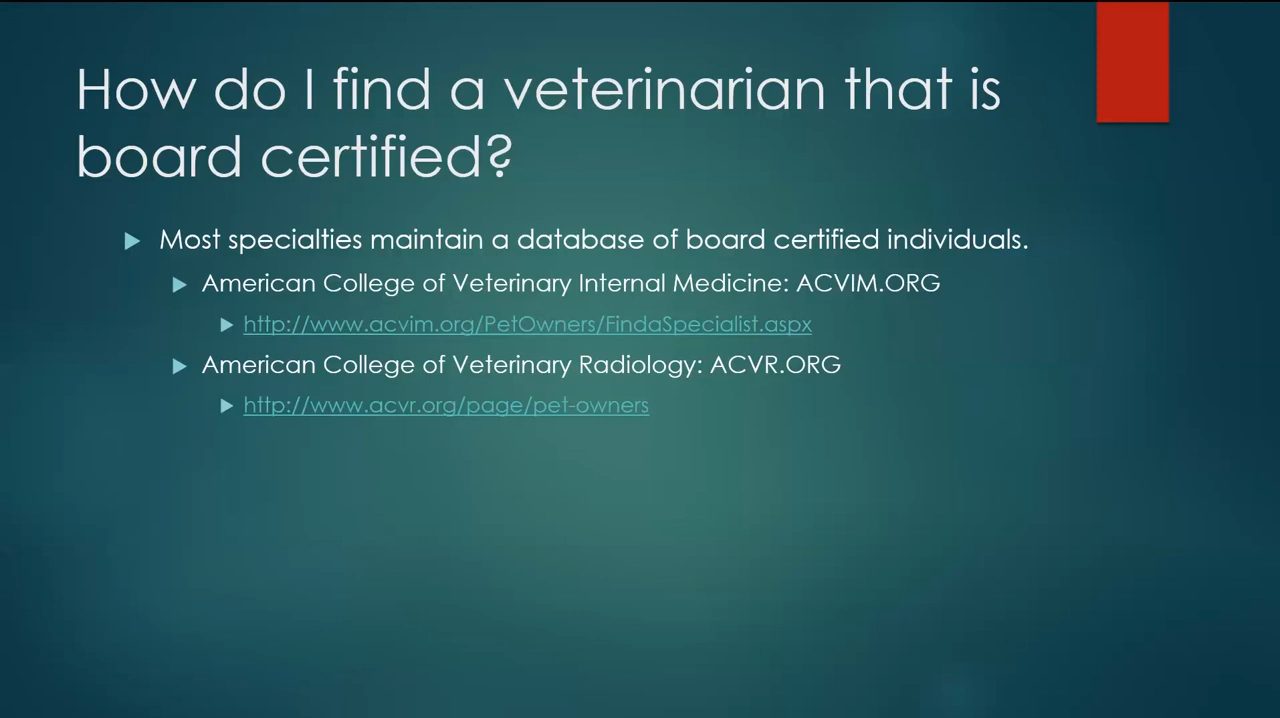 How do I find a veterinarian that is
board certified?
Most specialties maintain a database of board certified individuals.
American College of Veterinary Internal Medicine: ACVIM.ORG
http://www.acvim.org/PetOwners/FindaSpecialist.aspx
American College of Veterinary Radiology: ACVR.ORG
http://www.acvr.org/page/pet-owners